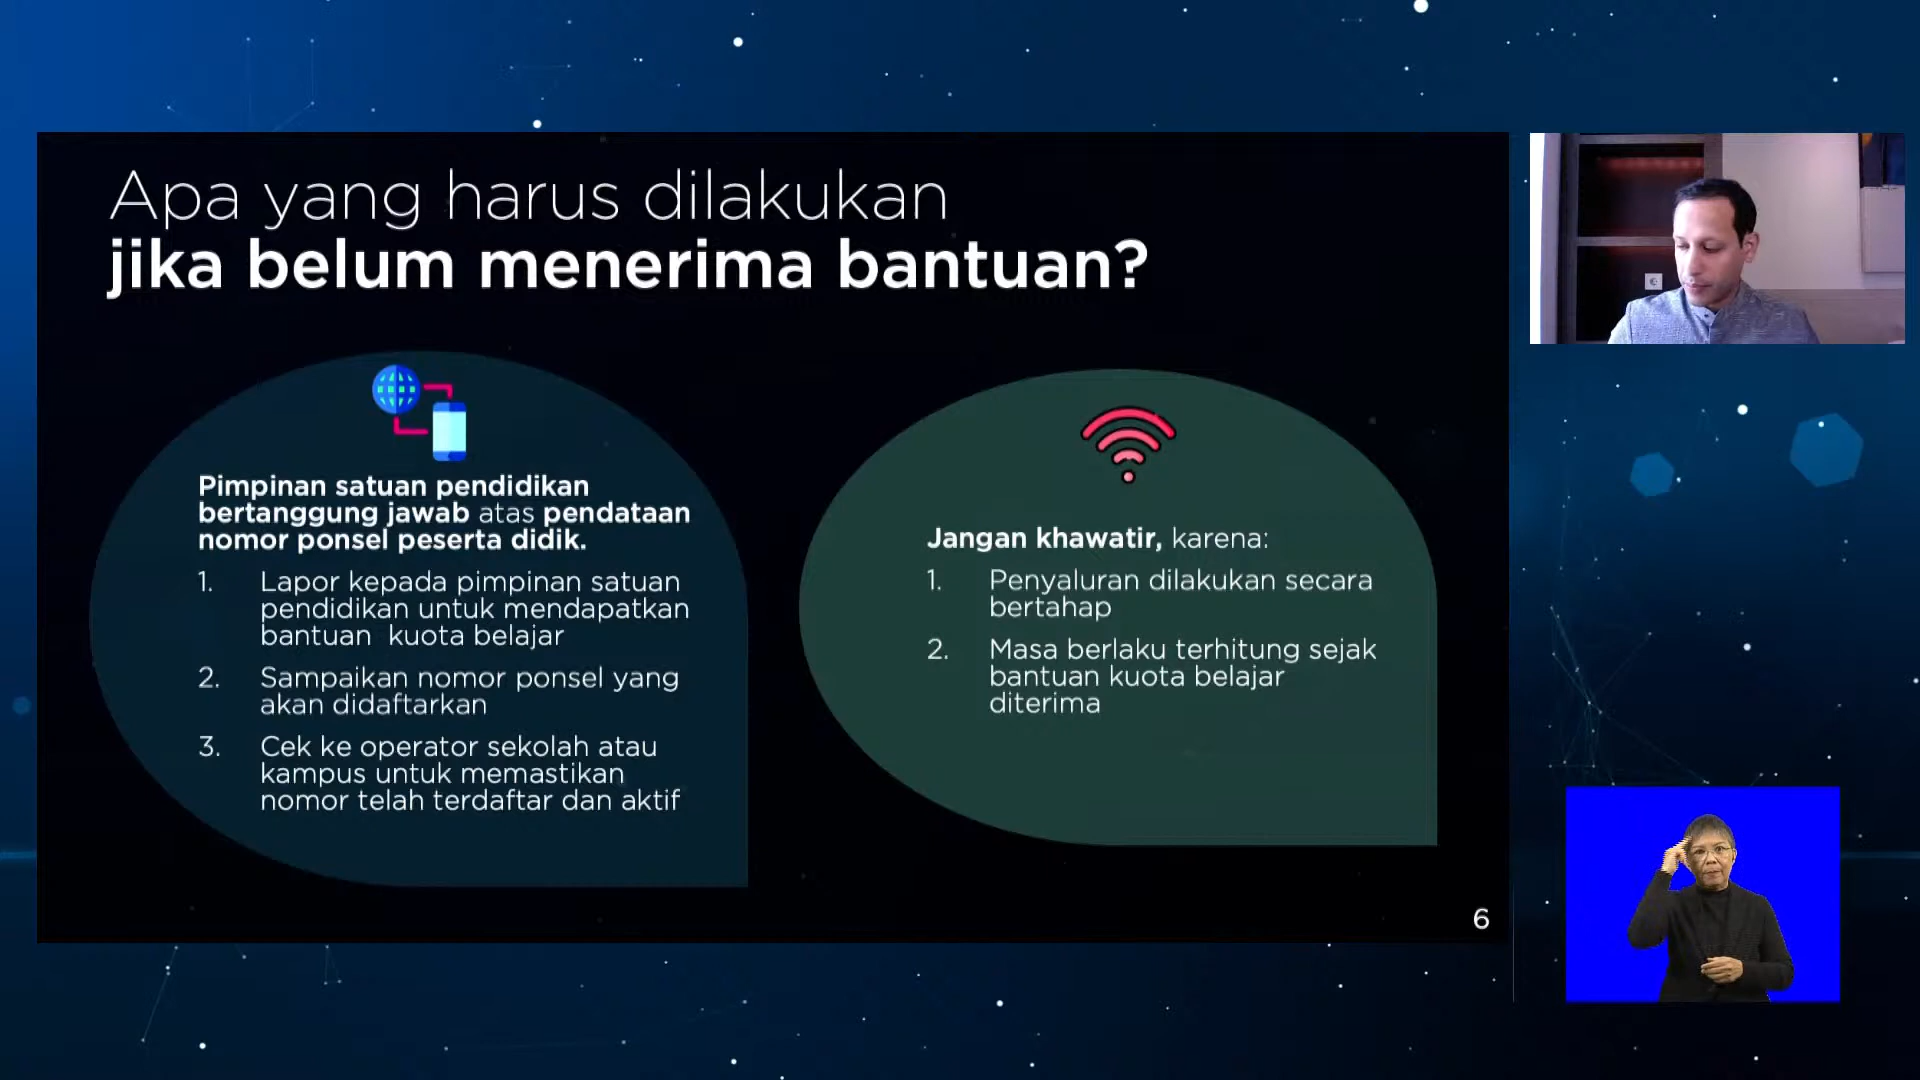 Apa yang harus dilakukan
jika belum menerima bantuan?
Pimpinan satuan pendidikan
bertanggung jawab atas pendataan
nomor ponsel peserta didik.
1. Lapor kepada pimpinan satuan
pendidikan untuk mendapatkan
bantuan kuota belajar
2. Sampaikan nomor ponsel yang
akan didaftarkan
3. Cek ke operator sekolah atau
kampus untuk memastikan
nomor telah terdaftar dan aktif
Jangan khawatir, karena:
1. Penyaluran dilakukan secara
bertahap
2. Masa berlaku terhitung sejak
bantuan kuota belajar
diterima
6